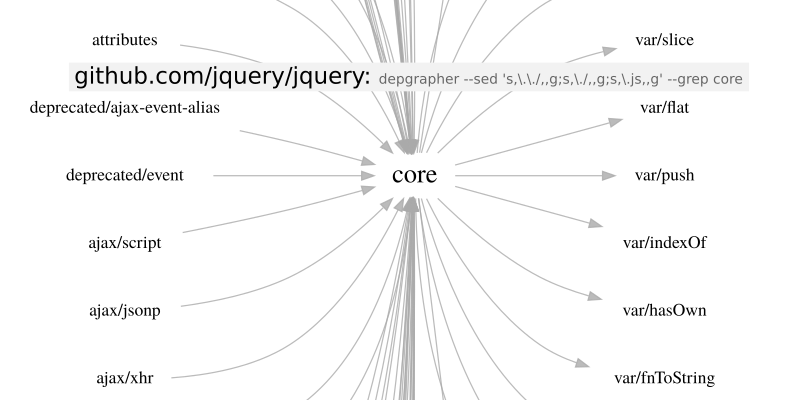 attributes
var/slice
github.com/jquery/jquery: depgrapher --sed 's,\.\./,,g;s,\./,,g;s,\.js,,g' --grep core
deprecated/ajax-event-alias
var/flat
deprecated/event
core
var/push
ajax/script
var/indexOf
ajax/jsonp
var/hasOwn
ajax/xhr
var/fnToString